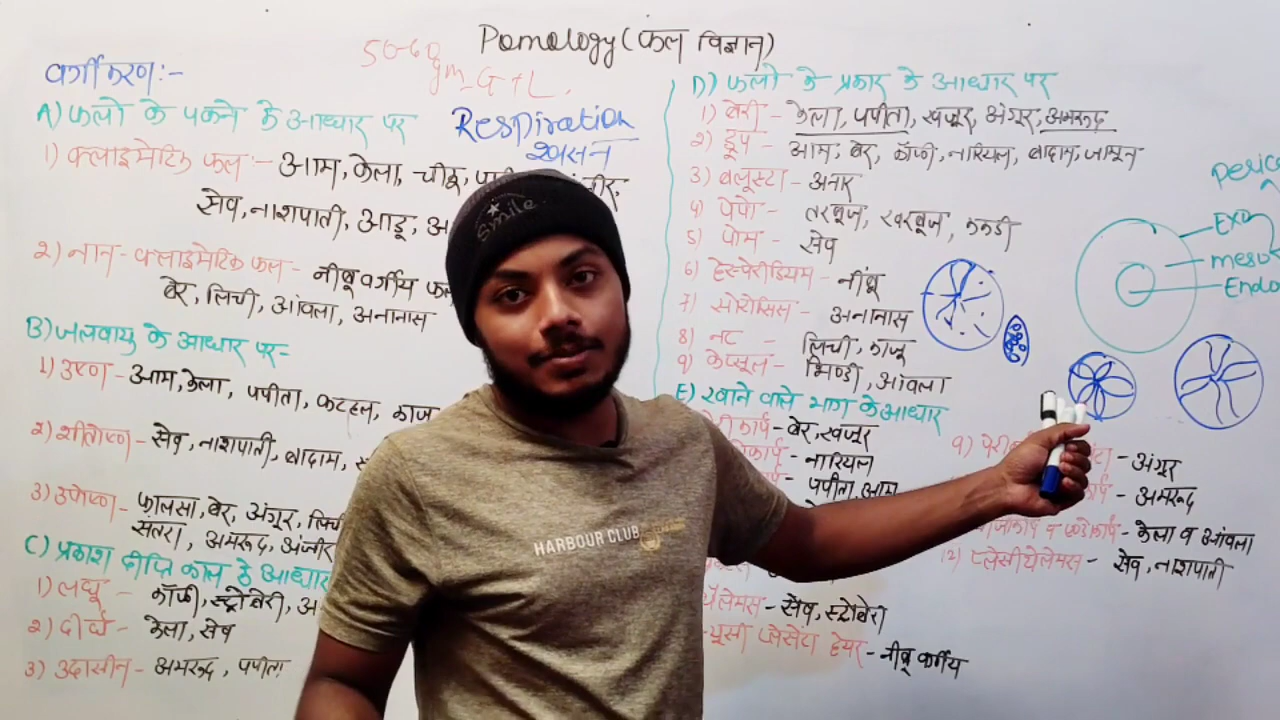 Pomology (फल विज्ञान)
50-60
gm G+L.
वर्गीकरण:-
A) फलो के पकने के आधार पर
Respiration
श्वसन
1) क्लाइमेटिक फल - आम, केला, चीकू,
सेव, नाशपाती, आडू,
2) नान-क्लाइमेटिक फल - नीबू वर्गीय
बेर, लिची, आंवला, अनानास
B) जलवायु के आधार पर-
1) उष्ण - आम, केला, पपीता, कटहल, काज
2) शीतोष्ण - सेव, नाशपाती, बादाम,
3) उपोष्ण - फालसा, बेर, अंगूर,
संतरा, अमरूद, अंजीर
C) प्रकाश दीप्ति काल के आधार
1) लघु - कॉफी, स्ट्रोबेरी,
2) दीर्घ - केला, सेव
3) उदासीन - अमरूद, पपीता
D) फलो के प्रकार के आधार पर
1) बेरी - केला, पपीता, खजूर, अंगूर, अमरूद
2) ड्रूप - आम, बेर, कॉफी, नारियल, बादाम, जामुन
3) बलूस्टा - अनार
4) पेपो - तरबूज, खरबूज, ककडी
5) पोम - सेव
6) हेस्पेरीडियम - नींबू
7) सोरोसिस - अनानास
8) नट - लिची, काजू
9) केप्सूल - भिण्डी, आंवला
Endo
E) खाने वाले भाग के आधार
- बेर, खजूर
- नारियल
- पपीता, आम
थैलेमस - सेव, स्ट्रोबेरी
जूसी प्लेसेंटा हेयर - नीबू वर्गीय
9) - अंगूर
- अमरूद
- केला व आंवला
12) - सेव, नाशपाती
Smile
HARBOUR CLUB